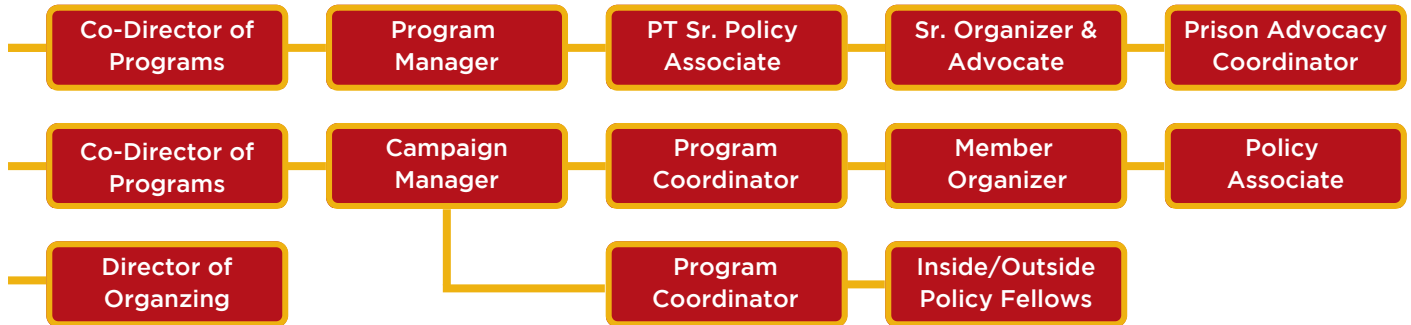 Co-Director of
Programs
Program
Manager
PT Sr. Policy
Associate
Sr. Organizer &
Advocate
Prison Advocacy
Coordinator
Co-Director of
Programs
Campaign
Manager
Program
Coordinator
Member
Organizer
Policy
Associate
Director of
Organzing
Program
Coordinator
Inside/Outside
Policy Fellows